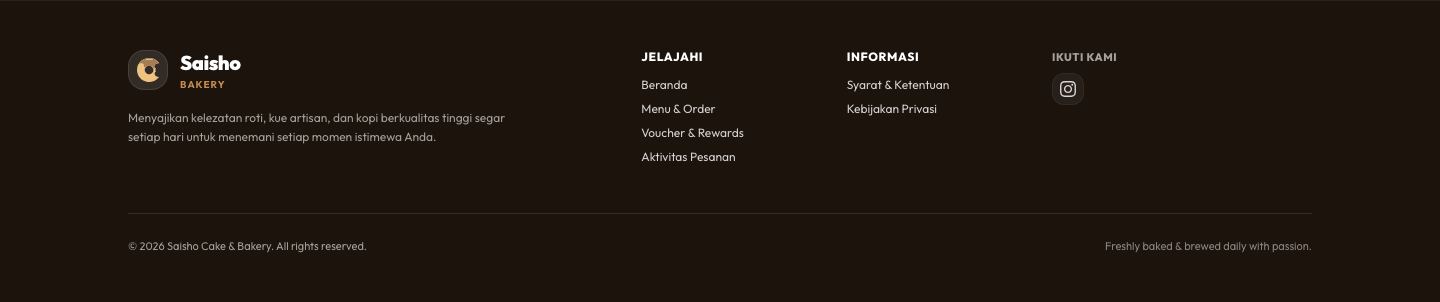 Saisho
BAKERY
Menyajikan kelezatan roti, kue artisan, dan kopi berkualitas tinggi segar
setiap hari untuk menemani setiap momen istimewa Anda.
JELAJAHI
Beranda
Menu & Order
Voucher & Rewards
Aktivitas Pesanan
INFORMASI
Syarat & Ketentuan
Kebijakan Privasi
IKUTI KAMI
© 2026 Saisho Cake & Bakery. All rights reserved.
Freshly baked & brewed daily with passion.